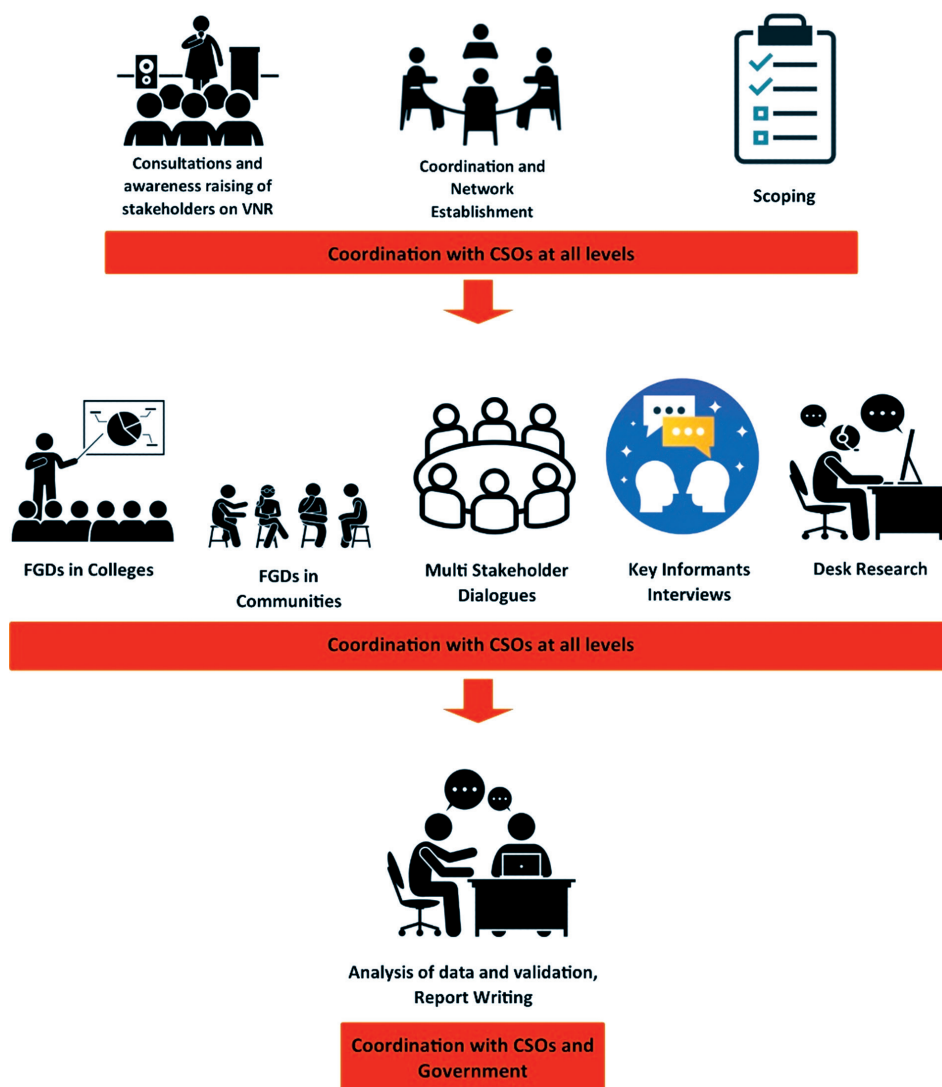 Consultations and
awareness raising of
stakeholders on VNR
Coordination and
Network
Establishment
Scoping
Coordination with CSOs at all levels
FGDs in Colleges
FGDs in
Communities
Multi Stakeholder
Dialogues
Key Informants
Interviews
Desk Research
Coordination with CSOs at all levels
Analysis of data and validation,
Report Writing
Coordination with CSOs and
Government